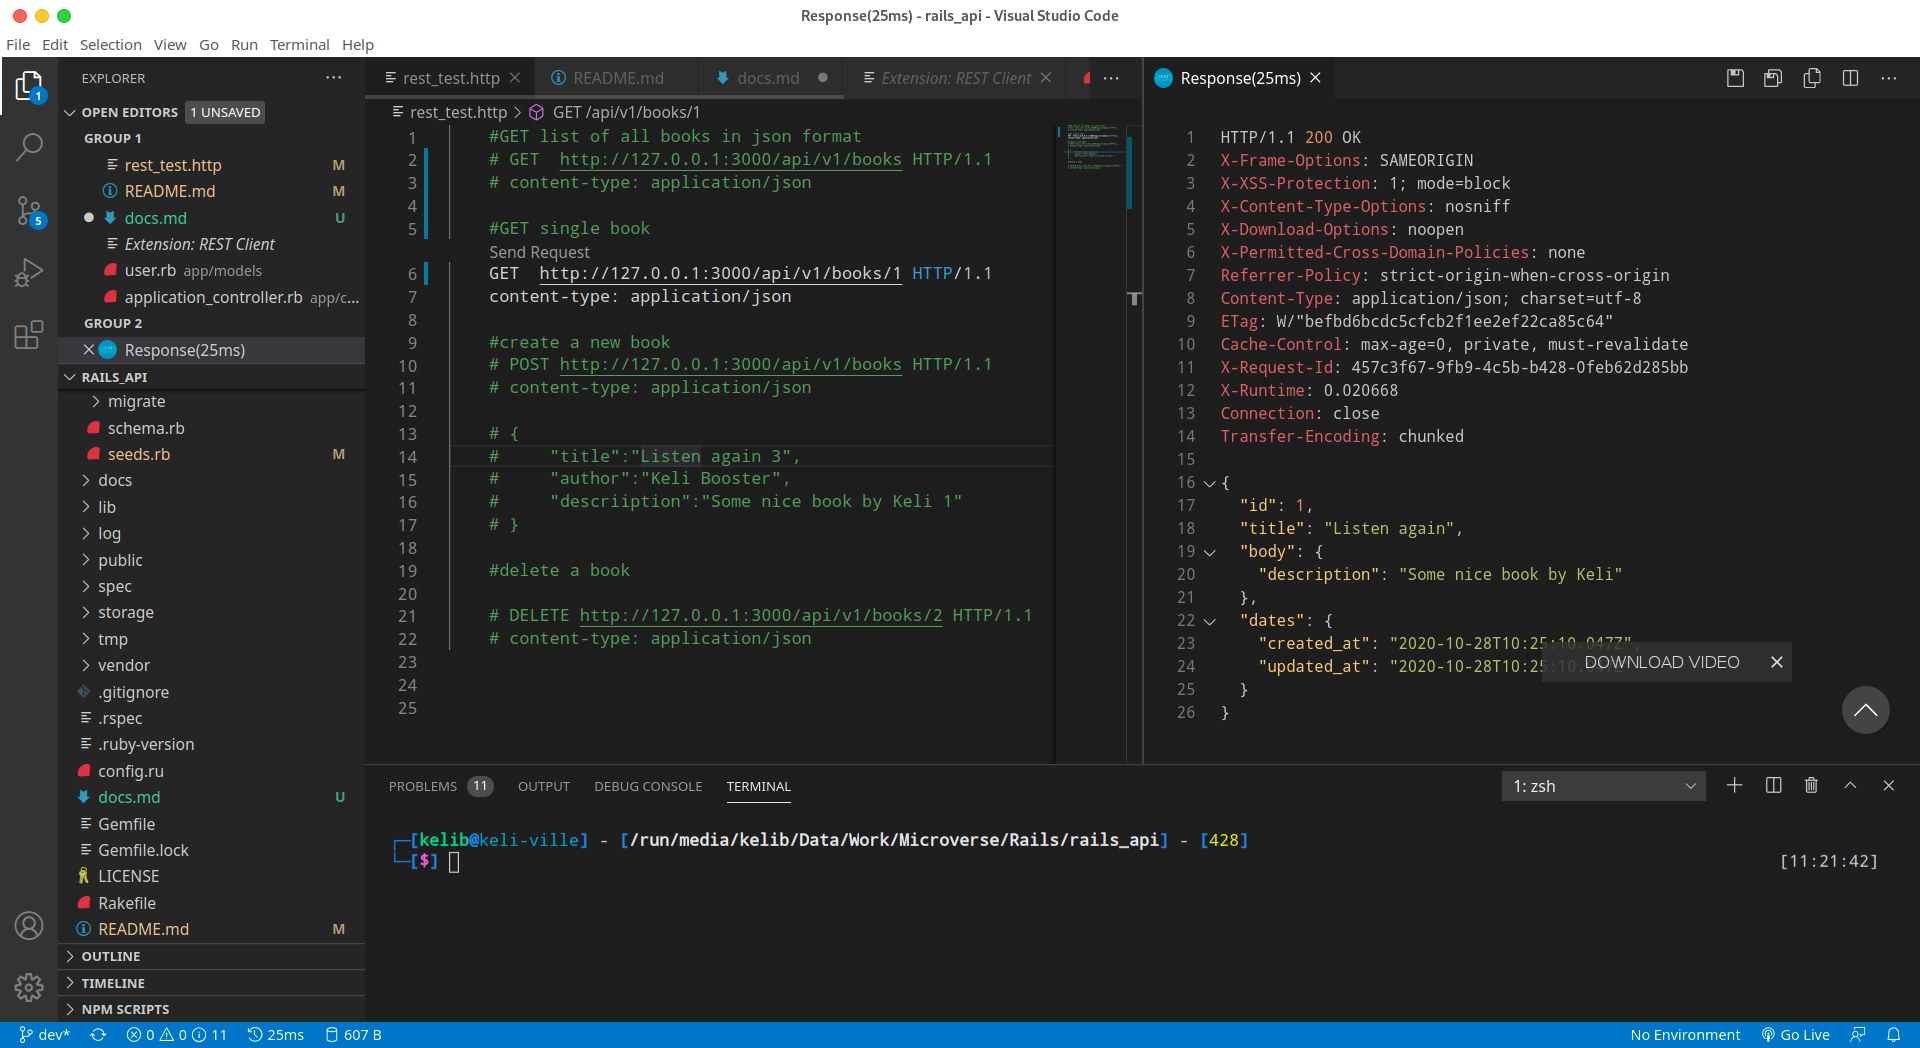 Response(25ms) - rails_api - Visual Studio Code
File Edit Selection View Go Run Terminal Help
EXPLORER
OPEN EDITORS 1 UNSAVED
GROUP 1
rest_test.http M
README.md M
docs.md U
Extension: REST Client
user.rb app/models
application_controller.rb app/c...
GROUP 2
Response(25ms)
RAILS_API
migrate
schema.rb
seeds.rb M
docs
lib
log
public
spec
storage
tmp
vendor
.gitignore
.rspec
.ruby-version
config.ru
docs.md U
Gemfile
Gemfile.lock
LICENSE
Rakefile
README.md M
OUTLINE
TIMELINE
NPM SCRIPTS
1
5
rest_test.http README.md docs.md Extension: REST Client
rest_test.http > GET /api/v1/books/1
1 #GET list of all books in json format
2 # GET http://127.0.0.1:3000/api/v1/books HTTP/1.1
3 # content-type: application/json
4
5 #GET single book
Send Request
6 GET http://127.0.0.1:3000/api/v1/books/1 HTTP/1.1
7 content-type: application/json
8
9 #create a new book
10 # POST http://127.0.0.1:3000/api/v1/books HTTP/1.1
11 # content-type: application/json
12
13 # {
14 # "title":"Listen again 3",
15 # "author":"Keli Booster",
16 # "descriiption":"Some nice book by Keli 1"
17 # }
18
19 #delete a book
20
21 # DELETE http://127.0.0.1:3000/api/v1/books/2 HTTP/1.1
22 # content-type: application/json
23
24
25
Response(25ms)
1 HTTP/1.1 200 OK
2 X-Frame-Options: SAMEORIGIN
3 X-XSS-Protection: 1; mode=block
4 X-Content-Type-Options: nosniff
5 X-Download-Options: noopen
6 X-Permitted-Cross-Domain-Policies: none
7 Referrer-Policy: strict-origin-when-cross-origin
8 Content-Type: application/json; charset=utf-8
9 ETag: W/"befbd6bcdc5cfcb2f1ee2ef22ca85c64"
10 Cache-Control: max-age=0, private, must-revalidate
11 X-Request-Id: 457c3f67-9fb9-4c5b-b428-0feb62d285bb
12 X-Runtime: 0.020668
13 Connection: close
14 Transfer-Encoding: chunked
15
16 {
17 "id": 1,
18 "title": "Listen again",
19 "body": {
20 "description": "Some nice book by Keli"
21 },
22 "dates": {
23 "created_at": "2020-10-28T10:25:10.047Z",
24 "updated_at": "2020-10-28T10:25:10
25 }
26 }
DOWNLOAD VIDEO
PROBLEMS 11 OUTPUT DEBUG CONSOLE TERMINAL 1: zsh
[kelib@keli-ville] - [/run/media/kelib/Data/Work/Microverse/Rails/rails_api] - [428]
[$] [11:21:42]
dev* 0 0 11 25ms 607 B No Environment Go Live